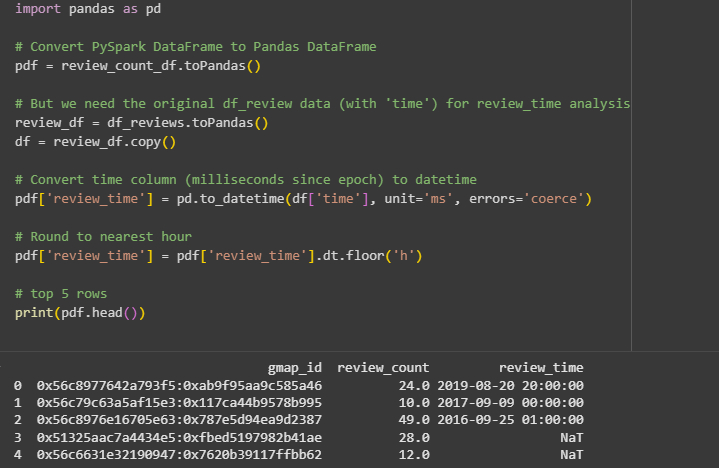 import pandas as pd
# Convert PySpark DataFrame to Pandas DataFrame
pdf = review_count_df.toPandas()
# But we need the original df_review data (with 'time') for review_time analysis
review_df = df_reviews.toPandas()
df = review_df.copy()
# Convert time column (milliseconds since epoch) to datetime
pdf['review_time'] = pd.to_datetime(df['time'], unit='ms', errors='coerce')
# Round to nearest hour
pdf['review_time'] = pdf['review_time'].dt.floor('h')
# top 5 rows
print(pdf.head())
gmap_id review_count review_time
0 0x56c8977642a793f5:0xab9f95aa9c585a46 24.0 2019-08-20 20:00:00
1 0x56c79c63a5af15e3:0x117ca44b9578b995 10.0 2017-09-09 00:00:00
2 0x56c8976e16705e63:0x787e5d94ea9d2387 49.0 2016-09-25 01:00:00
3 0x51325aac7a4434e5:0xfbed5197982b41ae 28.0 NaT
4 0x56c6631e32190947:0x7620b39117ffbb62 12.0 NaT